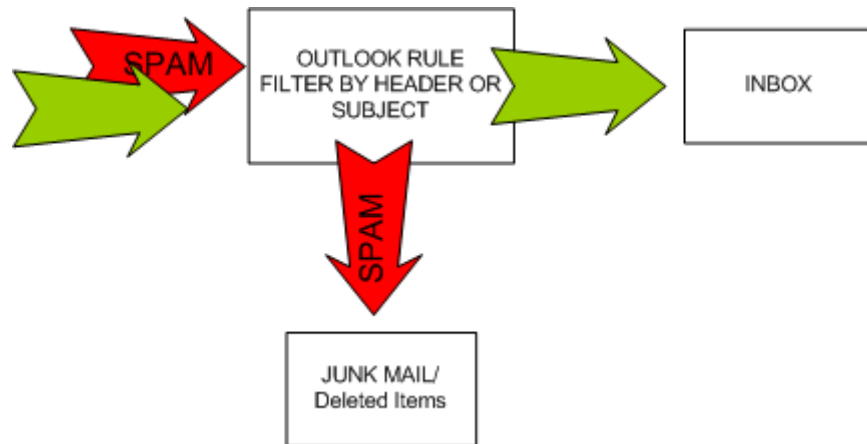 SPAM
OUTLOOK RULE
FILTER BY HEADER OR
SUBJECT
INBOX
SPAM
JUNK MAIL/
Deleted Items